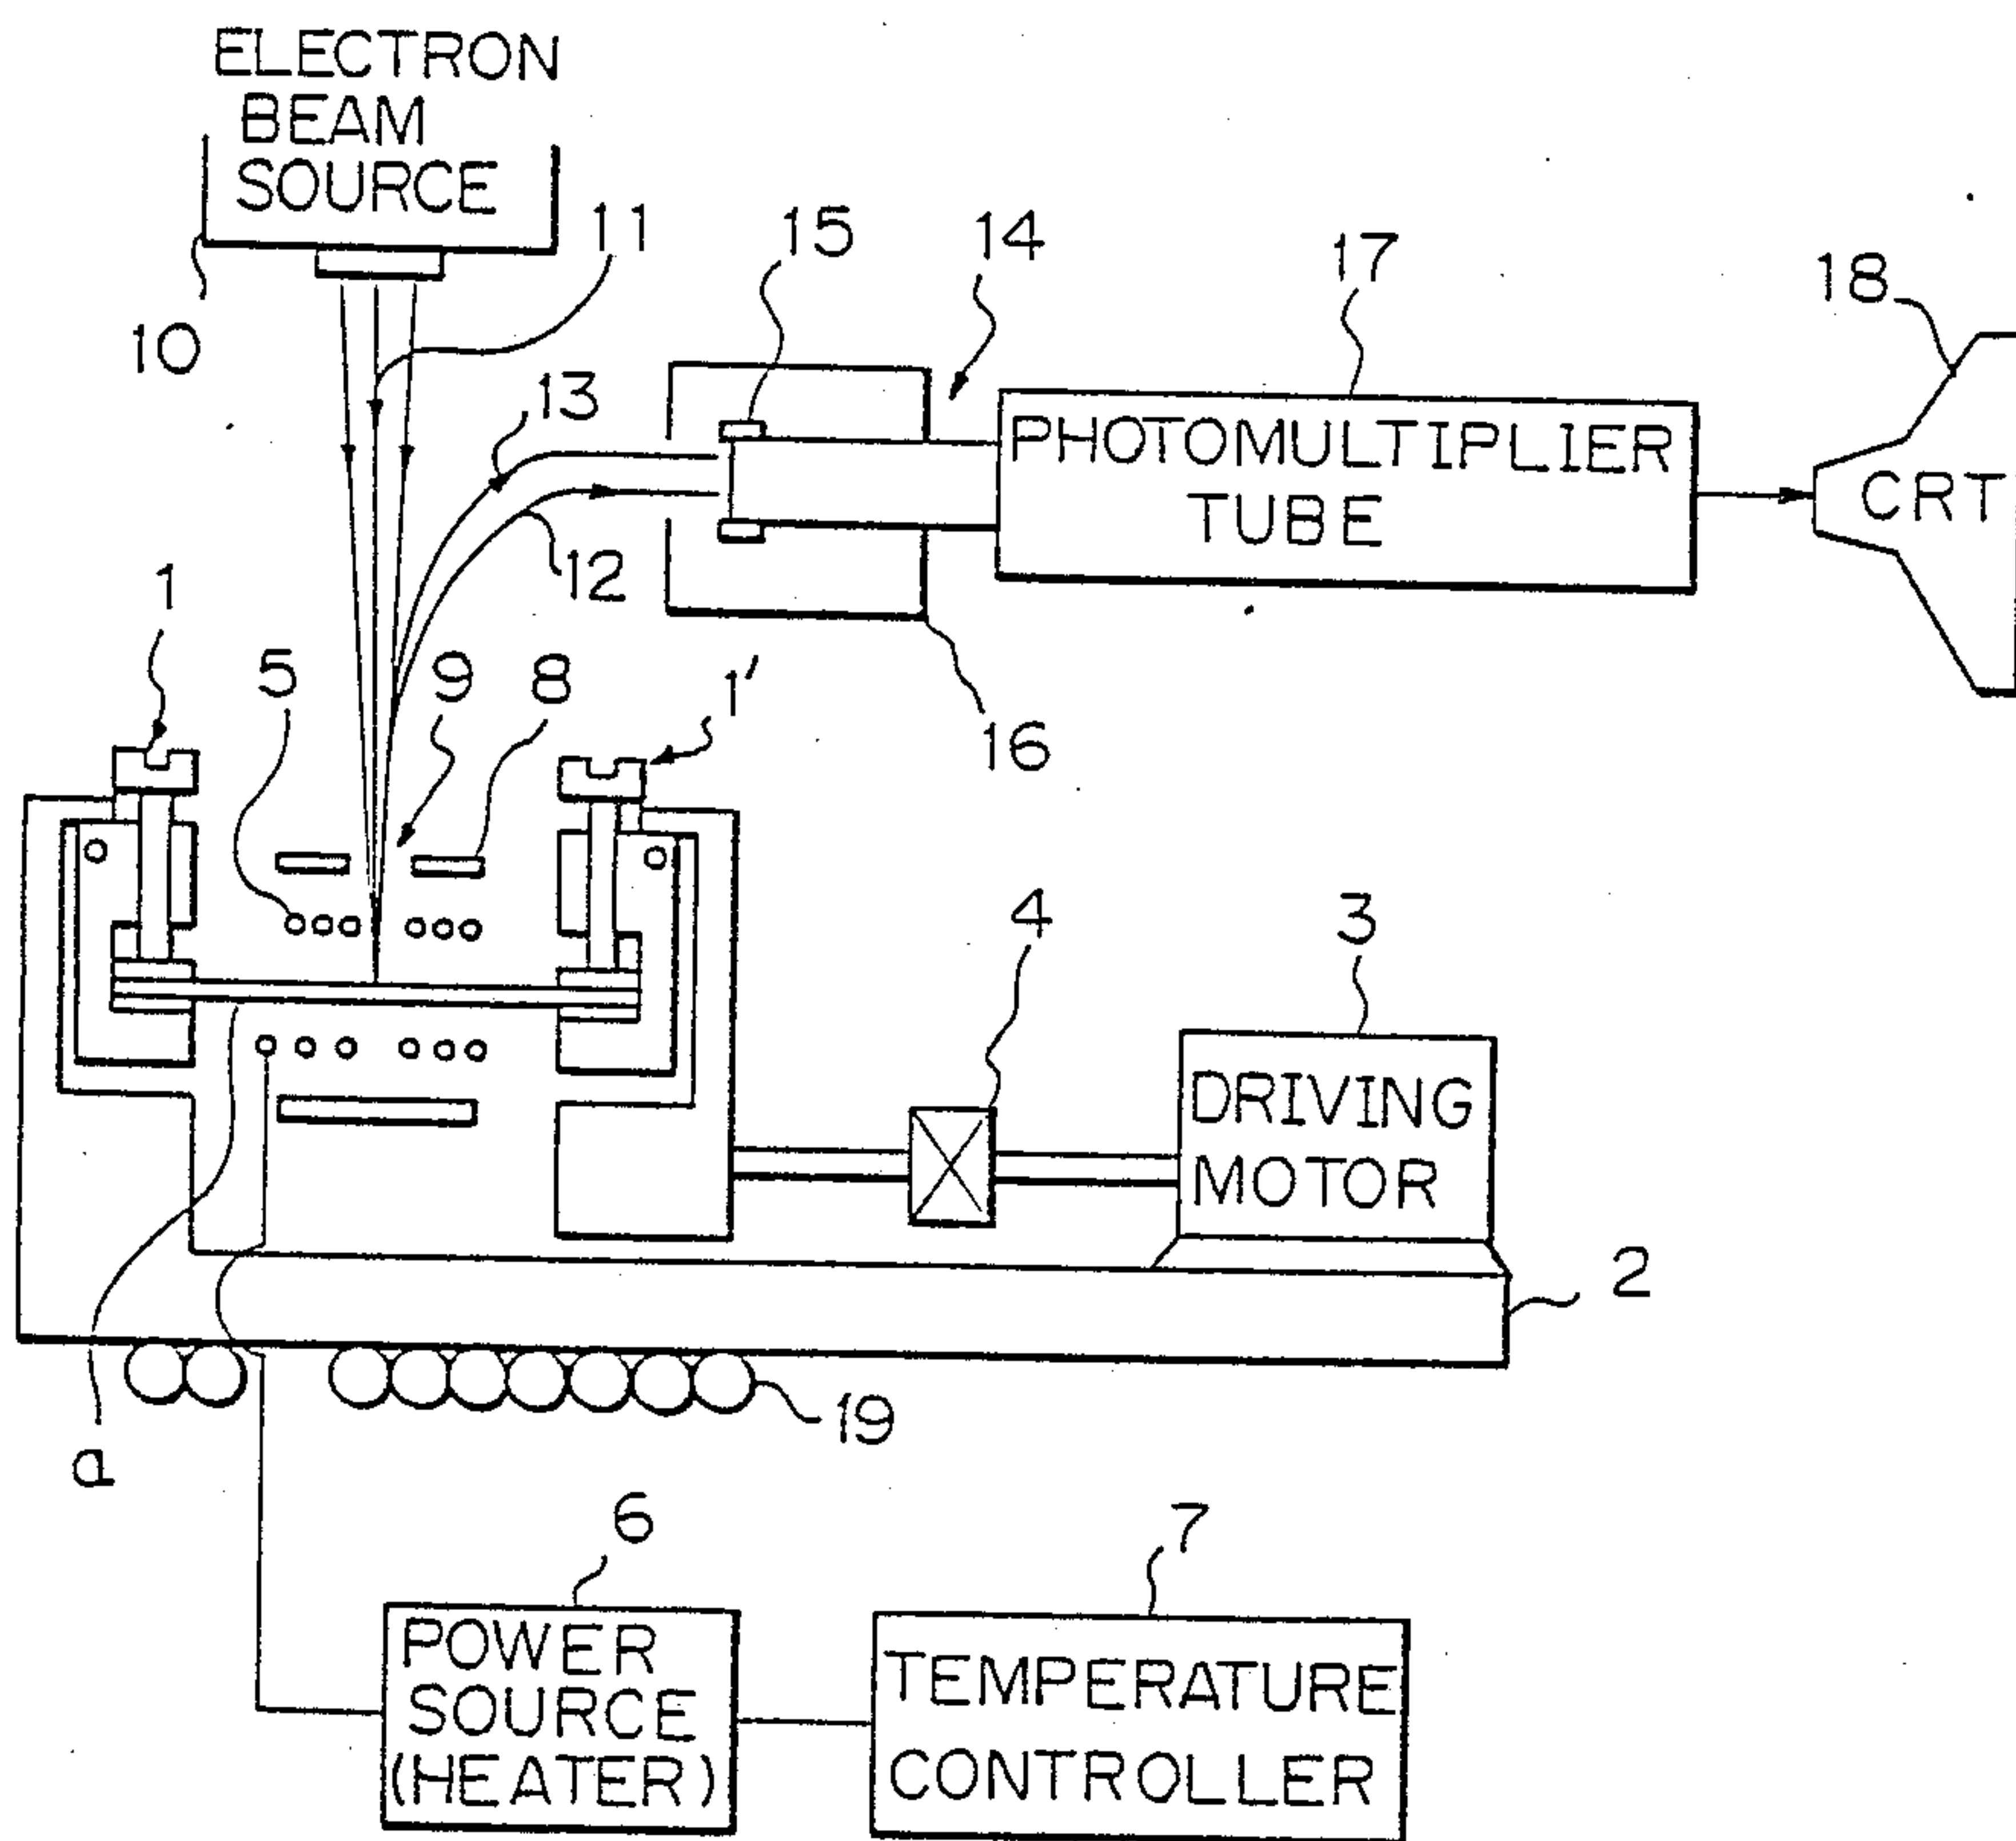 ELECTRON
BEAM
SOURCE
11
15
14
17
18
10
13
PHOTOMULTIPLIER
TUBE
CRT
12
1
5
9
8
1'
16
4
3
DRIVING
MOTOR
2
19
a
6
7
POWER
SOURCE
(HEATER)
TEMPERATURE
CONTROLLER